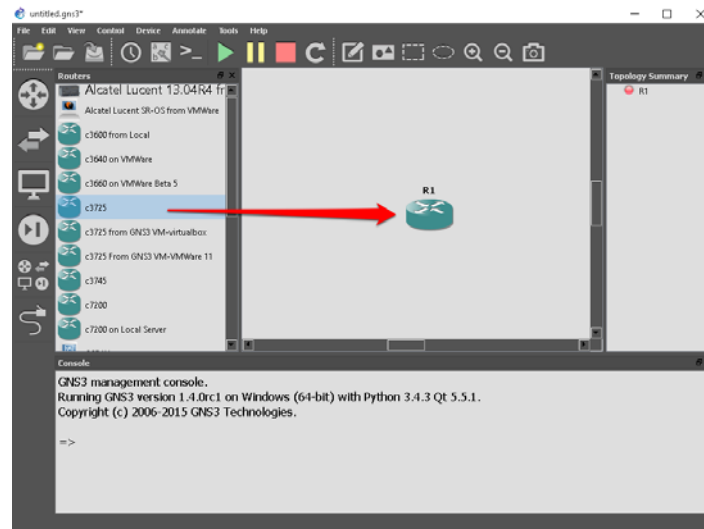 untitled.gns3*
File Edit View Control Device Annotate Tools Help
Routers
Alcatel Lucent 13.04R4 fr
Alcatel Lucent SR-OS from VMWare
c3600 from Local
c3640 on VMWare
c3660 on VMWare Beta 5
c3725
c3725 from GNS3 VM-virtualbox
c3725 From GNS3 VM-VMWare 11
c3745
c7200
c7200 on Local Server
R1
Topology Summary
R1
Console
GNS3 management console.
Running GNS3 version 1.4.0rc1 on Windows (64-bit) with Python 3.4.3 Qt 5.5.1.
Copyright (c) 2006-2015 GNS3 Technologies.
=>